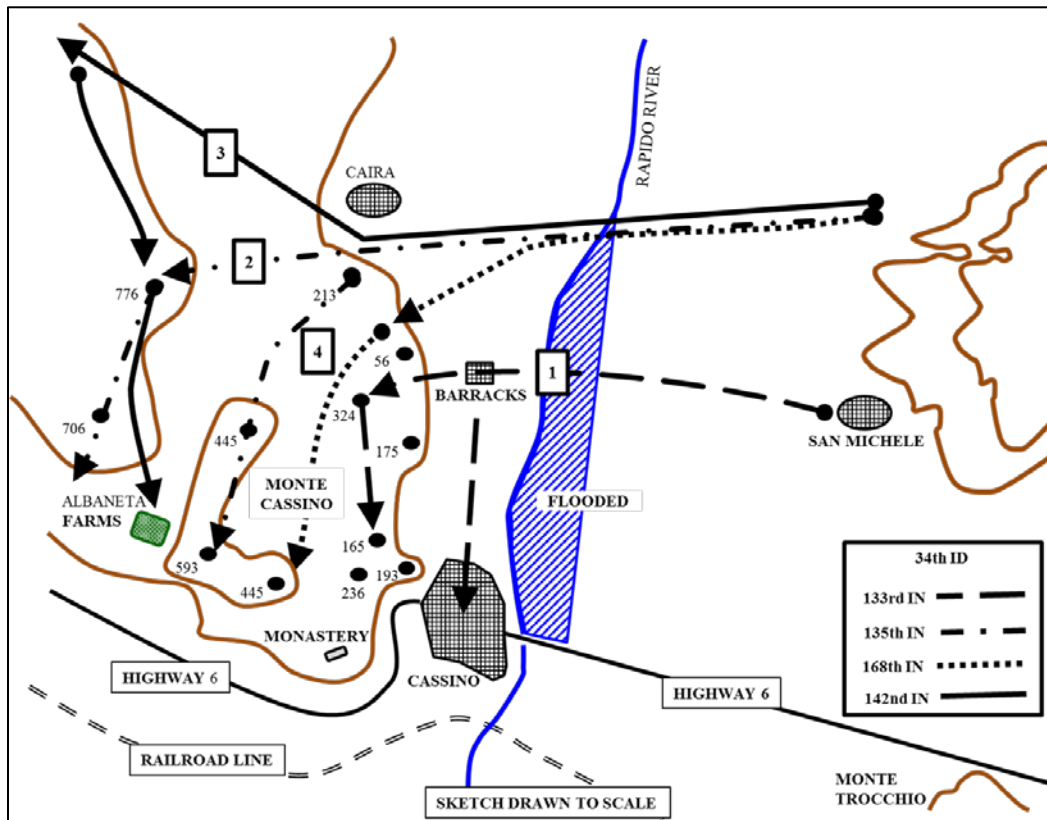 RAPIDO RIVER
3
CAIRA
2
776
213
4
56
1
BARRACKS
324
SAN MICHELE
706
445
175
MONTE
CASSINO
ALBANETA
FARMS
FLOODED
165
593
445
236
193
34th ID
133rd IN
135th IN
168th IN
142nd IN
MONASTERY
HIGHWAY 6
CASSINO
HIGHWAY 6
RAILROAD LINE
SKETCH DRAWN TO SCALE
MONTE
TROCCHIO